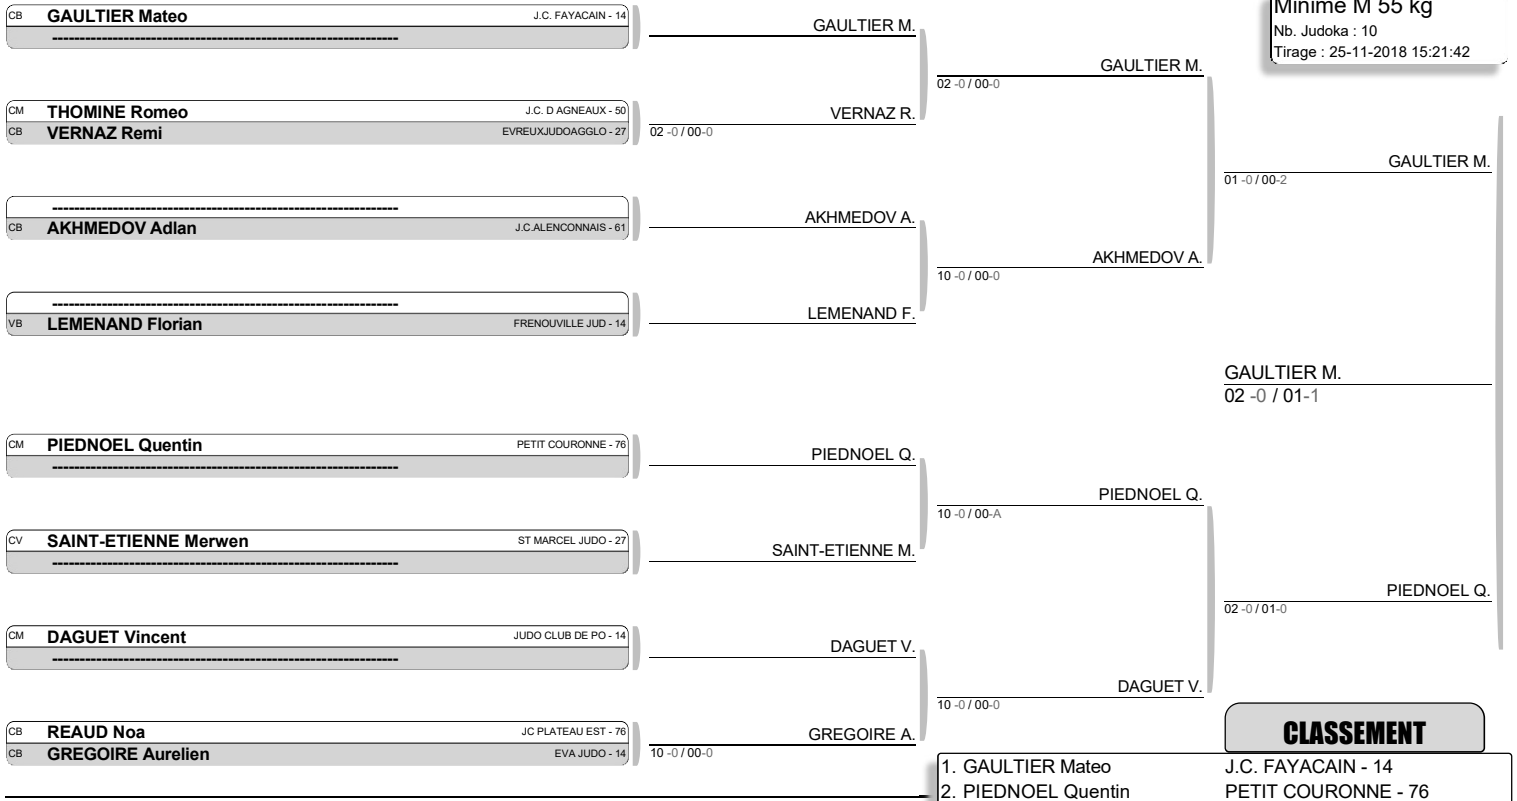 Minime M 55 kg
Nb. Judoka : 10
Tirage : 25-11-2018 15:21:42
CB GAULTIER Mateo J.C. FAYACAIN - 14
------------------------------------------------------------------
CM THOMINE Romeo J.C. D AGNEAUX - 50
CB VERNAZ Remi EVREUXJUDOAGGLO - 27
------------------------------------------------------------------
CB AKHMEDOV Adlan J.C.ALENCONNAIS - 61
------------------------------------------------------------------
VB LEMENAND Florian FRENOUVILLE JUD - 14
CM PIEDNOEL Quentin PETIT COURONNE - 76
------------------------------------------------------------------
CV SAINT-ETIENNE Merwen ST MARCEL JUDO - 27
------------------------------------------------------------------
CM DAGUET Vincent JUDO CLUB DE PO - 14
------------------------------------------------------------------
CB REAUD Noa JC PLATEAU EST - 76
CB GREGOIRE Aurelien EVA JUDO - 14
GAULTIER M.
VERNAZ R.
02 -0 / 00-0
AKHMEDOV A.
LEMENAND F.
PIEDNOEL Q.
SAINT-ETIENNE M.
DAGUET V.
GREGOIRE A.
10 -0 / 00-0
GAULTIER M.
02 -0 / 00-0
AKHMEDOV A.
10 -0 / 00-0
PIEDNOEL Q.
10 -0 / 00-A
DAGUET V.
10 -0 / 00-0
GAULTIER M.
01 -0 / 00-2
GAULTIER M.
02 -0 / 01-1
PIEDNOEL Q.
02 -0 / 01-0
CLASSEMENT
1. GAULTIER Mateo J.C. FAYACAIN - 14
2. PIEDNOEL Quentin PETIT COURONNE - 76